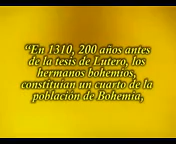 “En 1310, 200 años antes
de la tesis de Lutero, los
hermanos bohemios,
constituían un cuarto de la
población de Bohemia,